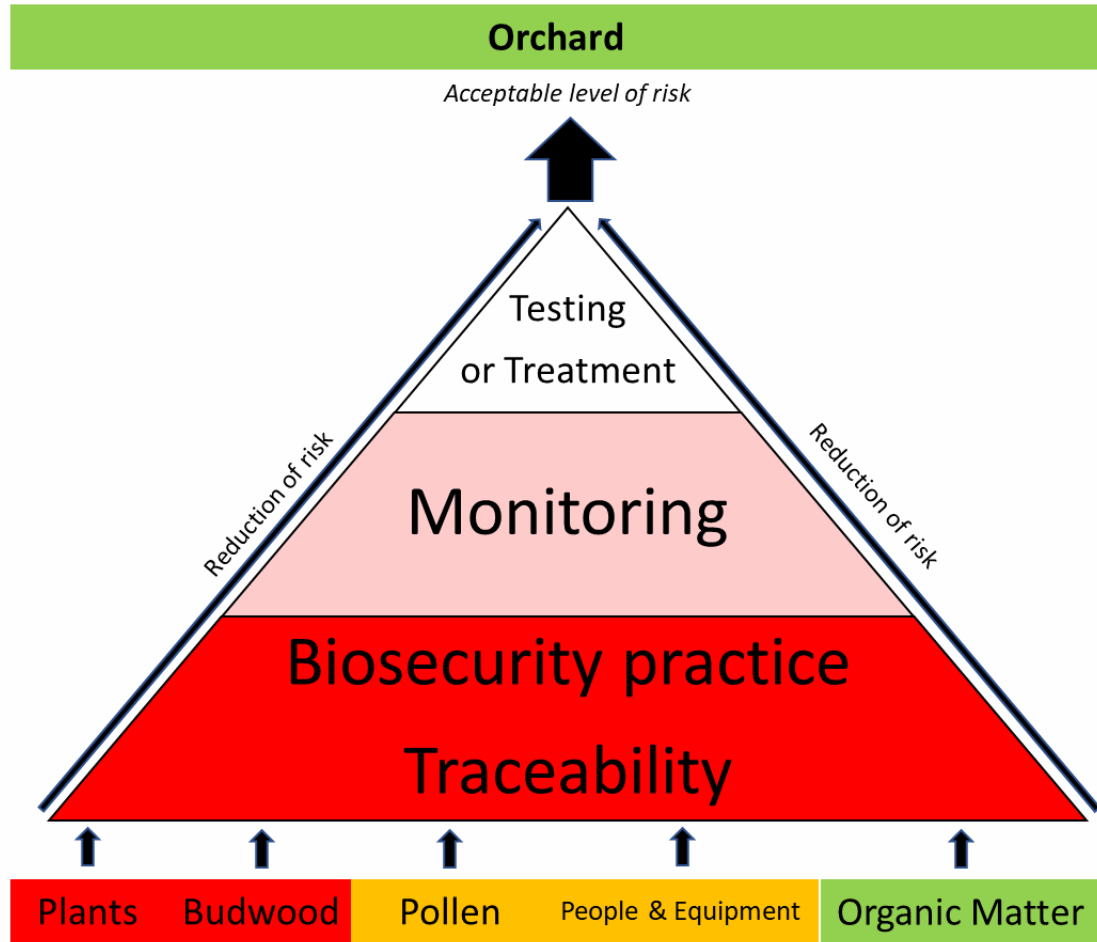 Orchard
Acceptable level of risk
Testing
or Treatment
Reduction of risk
Reduction of risk
Monitoring
Biosecurity practice
Traceability
Plants
Budwood
Pollen
People & Equipment
Organic Matter